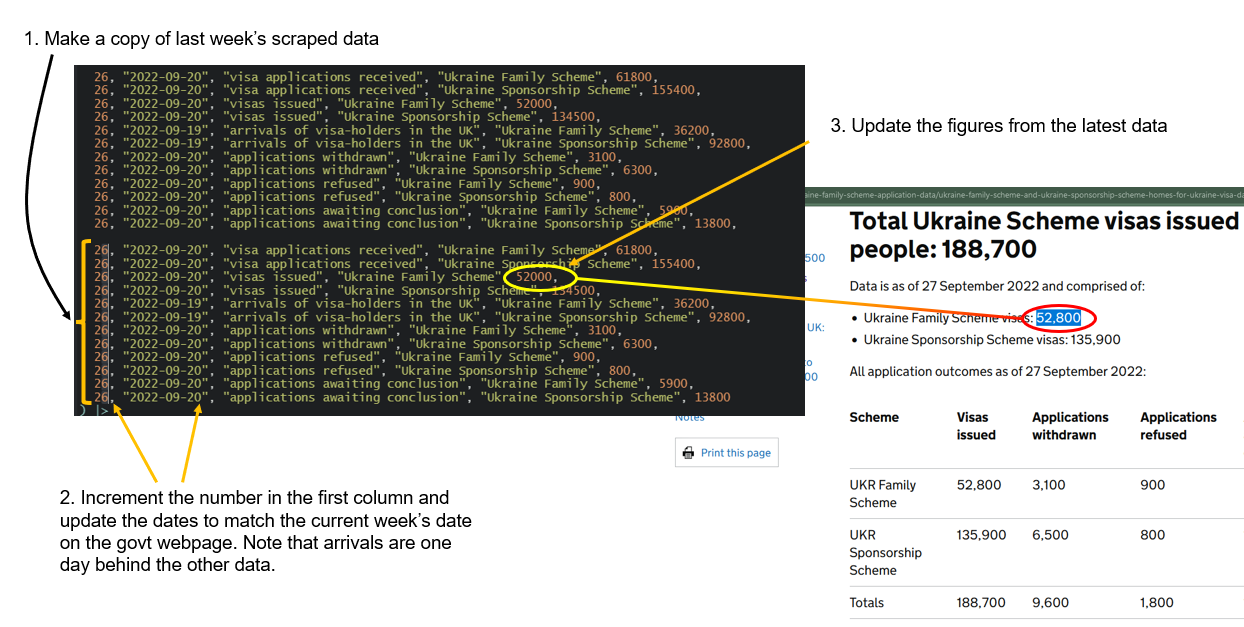 1. Make a copy of last week's scraped data
26, "2022-09-20", "visa applications received", "Ukraine Family Scheme", 61800,
26, "2022-09-20", "visa applications received", "Ukraine Sponsorship Scheme", 155400,
26, "2022-09-20", "visas issued", "Ukraine Family Scheme", 52000,
26, "2022-09-20", "visas issued", "Ukraine Sponsorship Scheme", 134500,
26, "2022-09-19", "arrivals of visa-holders in the UK", "Ukraine Family Scheme", 36200,
26, "2022-09-19", "arrivals of visa-holders in the UK", "Ukraine Sponsorship Scheme", 92800,
26, "2022-09-20", "applications withdrawn", "Ukraine Family Scheme", 3100,
26, "2022-09-20", "applications withdrawn", "Ukraine Sponsorship Scheme", 6300,
26, "2022-09-20", "applications refused", "Ukraine Family Scheme", 900,
26, "2022-09-20", "applications refused", "Ukraine Sponsorship Scheme", 800,
26, "2022-09-20", "applications awaiting conclusion", "Ukraine Family Scheme", 5900,
26, "2022-09-20", "applications awaiting conclusion", "Ukraine Sponsorship Scheme", 13800,
26, "2022-09-20", "visa applications received", "Ukraine Family Scheme", 61800,
26, "2022-09-20", "visa applications received", "Ukraine Sponsorship Scheme", 155400,
26, "2022-09-20", "visas issued", "Ukraine Family Scheme", 52000,
26, "2022-09-20", "visas issued", "Ukraine Sponsorship Scheme", 134500,
26, "2022-09-19", "arrivals of visa-holders in the UK", "Ukraine Family Scheme", 36200,
26, "2022-09-19", "arrivals of visa-holders in the UK", "Ukraine Sponsorship Scheme", 92800,
26, "2022-09-20", "applications withdrawn", "Ukraine Family Scheme", 3100,
26, "2022-09-20", "applications withdrawn", "Ukraine Sponsorship Scheme", 6300,
26, "2022-09-20", "applications refused", "Ukraine Family Scheme", 900,
26, "2022-09-20", "applications refused", "Ukraine Sponsorship Scheme", 800,
26, "2022-09-20", "applications awaiting conclusion", "Ukraine Family Scheme", 5900,
26, "2022-09-20", "applications awaiting conclusion", "Ukraine Sponsorship Scheme", 13800
) |>
2. Increment the number in the first column and
update the dates to match the current week's date
on the govt webpage. Note that arrivals are one
day behind the other data.
3. Update the figures from the latest data
aine-family-scheme-application-data/ukraine-family-scheme-and-ukraine-sponsorship-scheme-homes-for-ukraine-visa-da
Total Ukraine Scheme visas issued
people: 188,700
500
Data is as of 27 September 2022 and comprised of:
• Ukraine Family Scheme visas: 52,800
UK:
• Ukraine Sponsorship Scheme visas: 135,900
to
00
All application outcomes as of 27 September 2022:
Notes
Print this page
Scheme Visas issued Applications withdrawn Applications refused
UKR Family Scheme 52,800 3,100 900
UKR Sponsorship Scheme 135,900 6,500 800
Totals 188,700 9,600 1,800